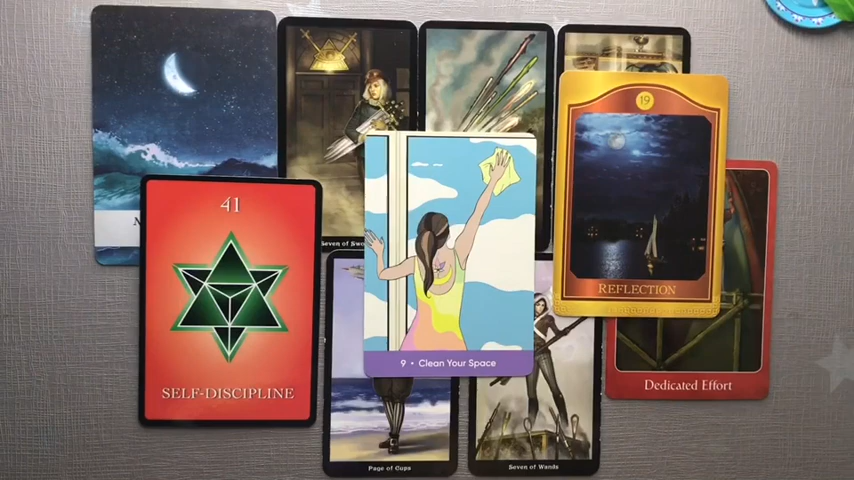 19
Seven of
41
REFLECTION
9 • Clean Your Space
SELF-DISCIPLINE
Dedicated Effort
Page of Cups
Seven of Wands